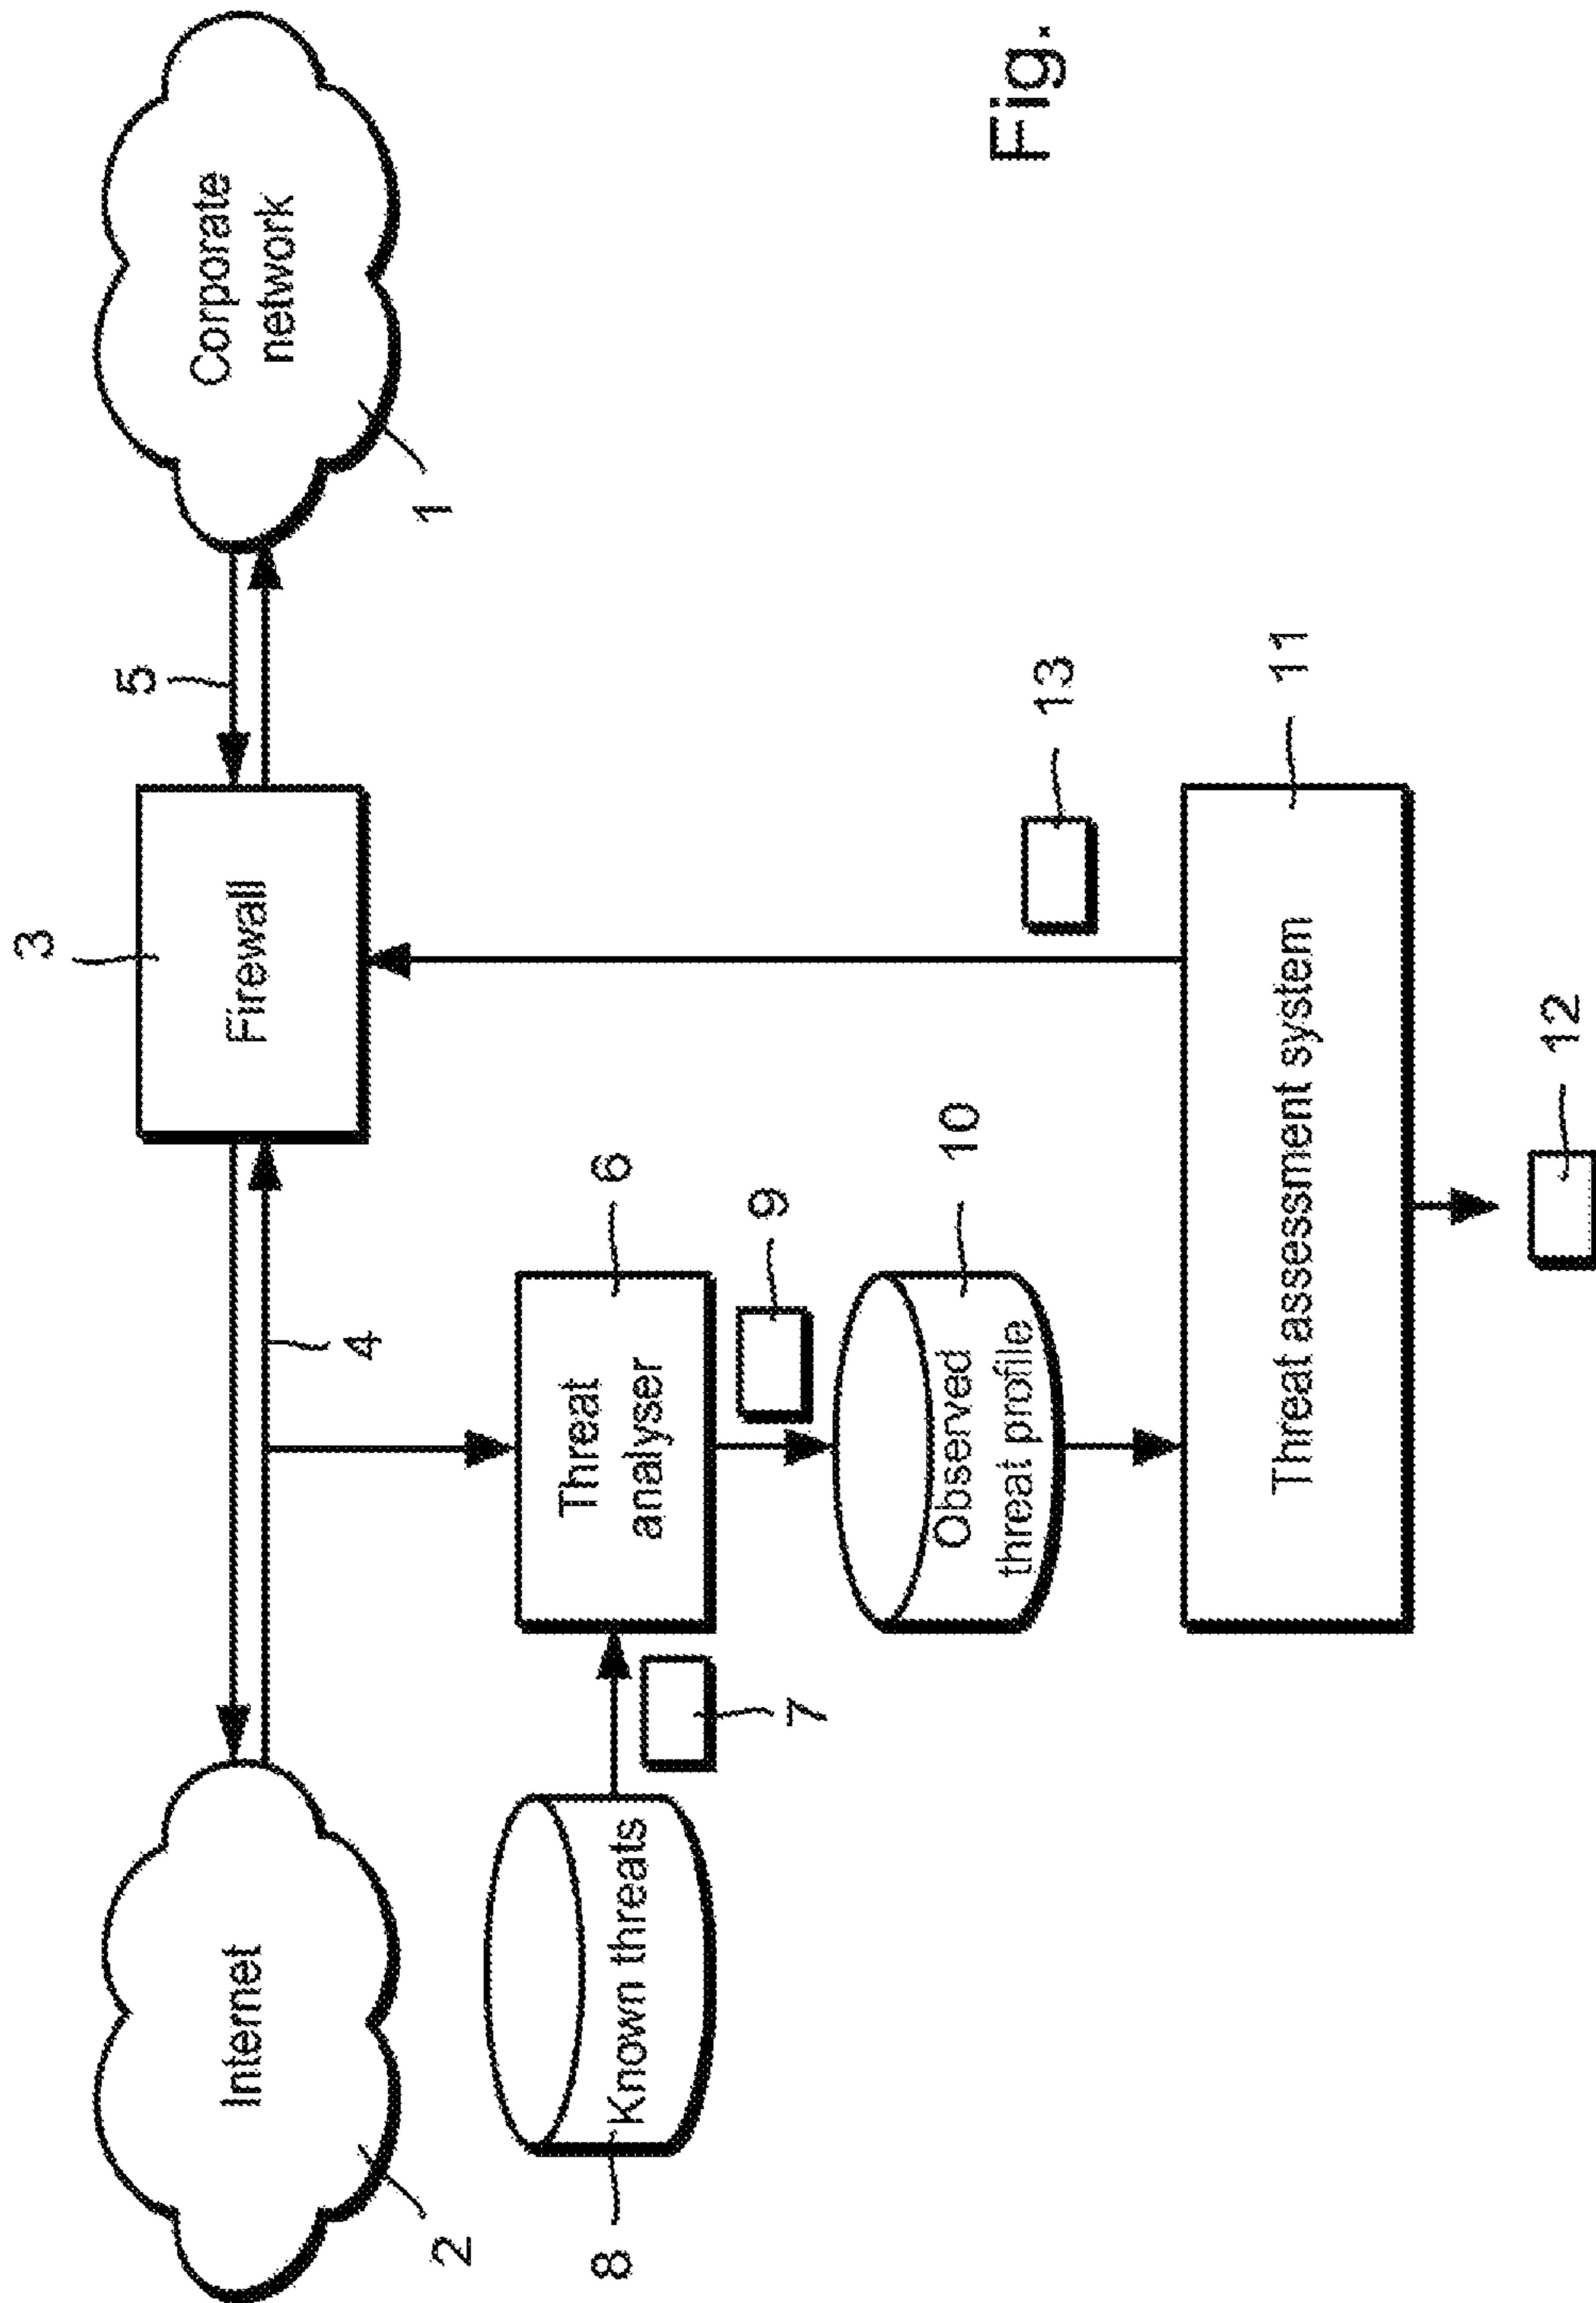 Internet
2
4
3
Firewall
5
Corporate
network
1
Known threats
8
7
Threat
analyser
6
9
Observed
threat profile
10
13
Threat assessment system
11
12
Fig.